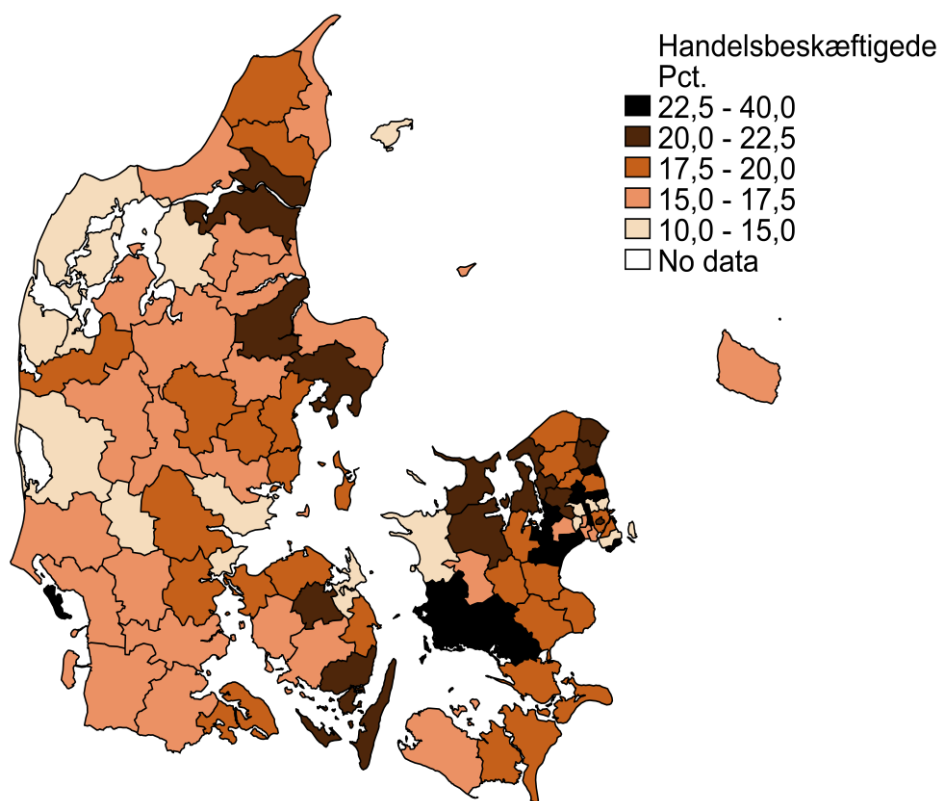 Handelsbeskæftigede
Pct.
22,5 - 40,0
20,0 - 22,5
17,5 - 20,0
15,0 - 17,5
10,0 - 15,0
No data